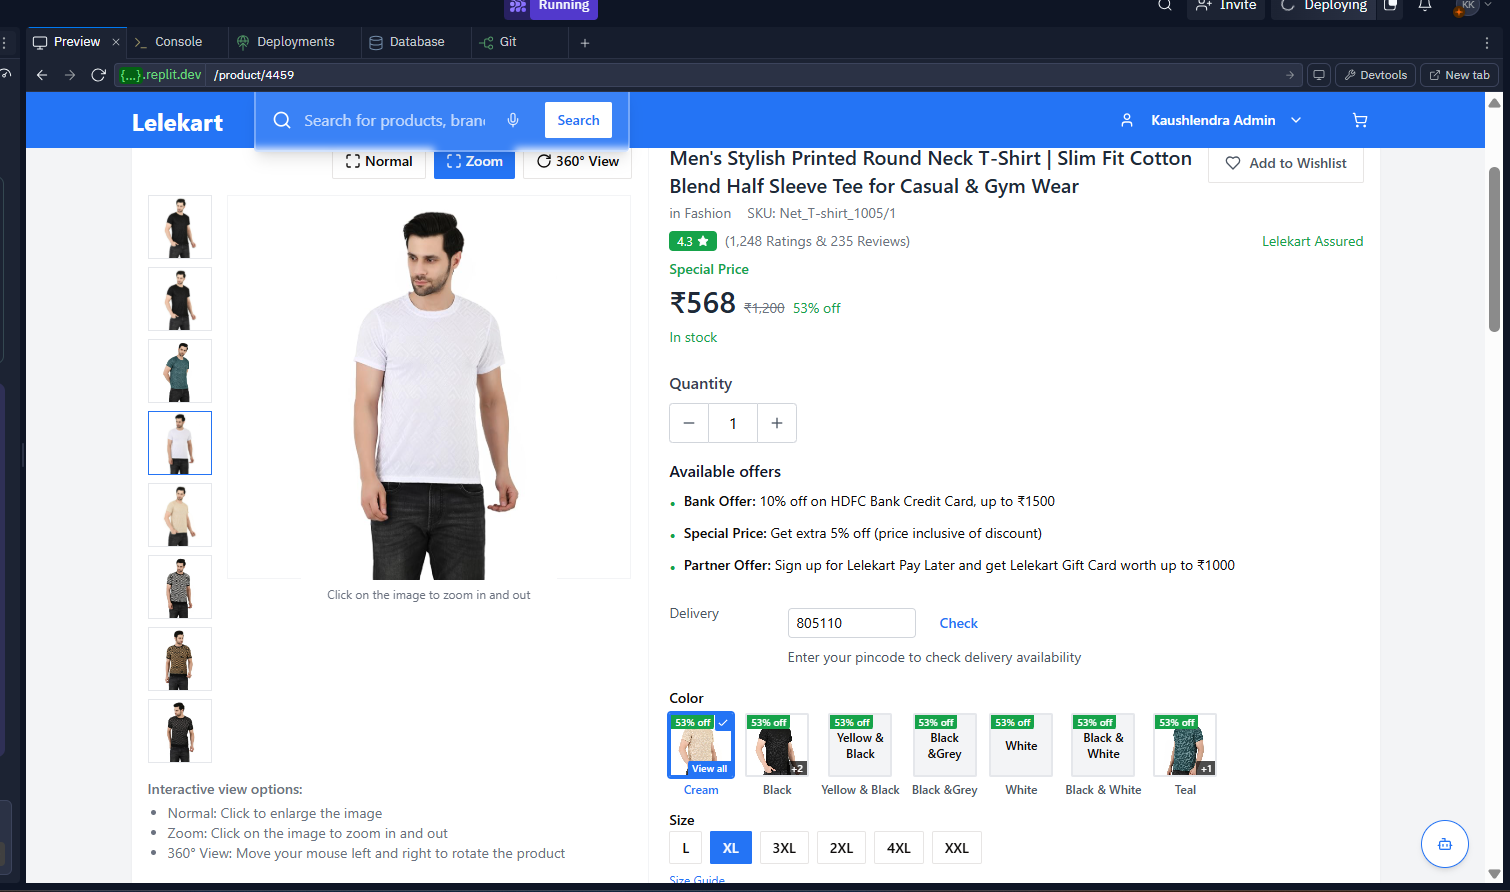 Running
Invite
Deploying
KK
Preview
Console
Deployments
Database
Git
{...}.replit.dev
/product/4459
Devtools
New tab
Lelekart
Search for products, bran
Search
Kaushlendra Admin
Normal
Zoom
360° View
Men's Stylish Printed Round Neck T-Shirt | Slim Fit Cotton
Blend Half Sleeve Tee for Casual & Gym Wear
Add to Wishlist
in Fashion
SKU: Net_T-shirt_1005/1
4.3 ★
(1,248 Ratings & 235 Reviews)
Lelekart Assured
Special Price
₹568 ₹1,200 53% off
In stock
Quantity
− 1 +
Available offers
• Bank Offer: 10% off on HDFC Bank Credit Card, up to ₹1500
• Special Price: Get extra 5% off (price inclusive of discount)
• Partner Offer: Sign up for Lelekart Pay Later and get Lelekart Gift Card worth up to ₹1000
Click on the image to zoom in and out
Delivery
805110
Check
Enter your pincode to check delivery availability
Color
53% off
View all
Cream
53% off
+2
Black
53% off
Yellow &
Black
Yellow & Black
53% off
Black
&Grey
Black &Grey
53% off
White
White
53% off
Black &
White
Black & White
53% off
+1
Teal
Interactive view options:
• Normal: Click to enlarge the image
• Zoom: Click on the image to zoom in and out
• 360° View: Move your mouse left and right to rotate the product
Size
L
XL
3XL
2XL
4XL
XXL
Size Guide